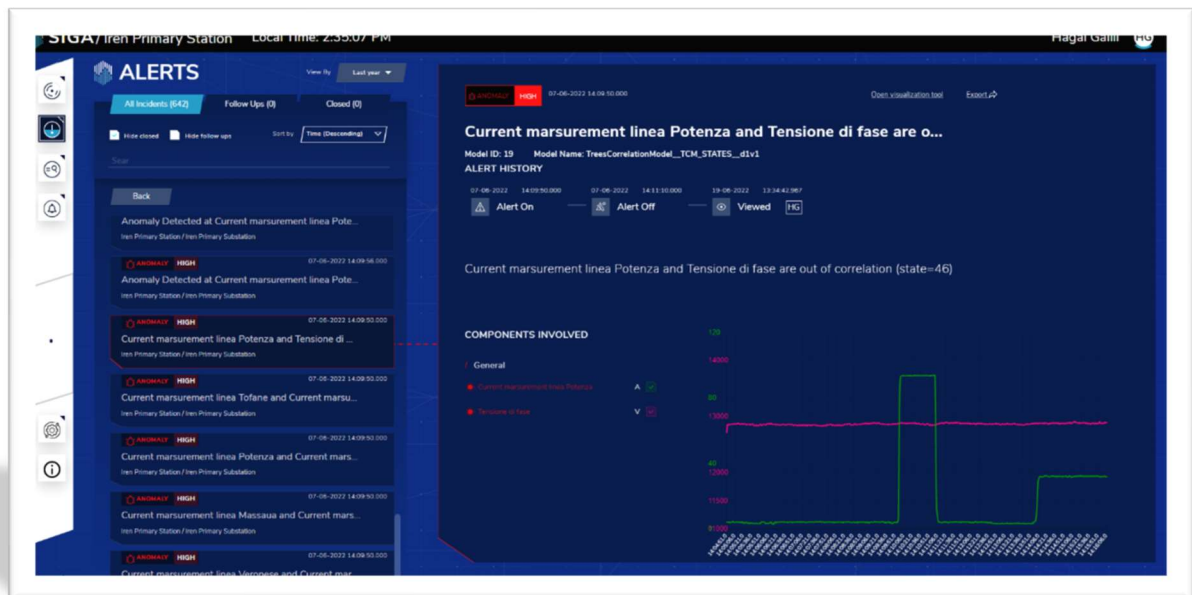 SIGA / Iren Primary Station Local Time: 2:35:07 PM
Hagai Galili HG
ALERTS
View By Last year
All Incidents (642) Follow Ups (0) Closed (0)
Hide closed Hide follow ups Sort by Time (Descending)
Back
Anomaly Detected at Current marsurement linea Pote...
Iren Primary Station / Iren Primary Substation
ANOMALY HIGH 07-06-2022 14:09:56.000
Anomaly Detected at Current marsurement linea Pote...
Iren Primary Station / Iren Primary Substation
ANOMALY HIGH 07-06-2022 14:09:50.000
Current marsurement linea Potenza and Tensione di ...
Iren Primary Station / Iren Primary Substation
ANOMALY HIGH 07-06-2022 14:09:50.000
Current marsurement linea Tofane and Current marsu...
Iren Primary Station / Iren Primary Substation
ANOMALY HIGH 07-06-2022 14:09:50.000
Current marsurement linea Potenza and Current mars...
Iren Primary Station / Iren Primary Substation
ANOMALY HIGH 07-06-2022 14:09:50.000
Current marsurement linea Massaua and Current mars...
Iren Primary Station / Iren Primary Substation
ANOMALY HIGH 07-06-2022 14:09:50.000
Current marsurement linea Veronese and Current mar...
ANOMALY HIGH 07-06-2022 14:09:50.000
Open visualization tool Export
Current marsurement linea Potenza and Tensione di fase are o...
Model ID: 19 Model Name: TreesCorrelationModel__TCM_STATES__d1v1
ALERT HISTORY
07-06-2022 14:09:50.000 07-06-2022 14:11:10.000 19-06-2022 13:34:42.987
Alert On Alert Off Viewed HG
Current marsurement linea Potenza and Tensione di fase are out of correlation (state=46)
COMPONENTS INVOLVED
General
Current marsurement linea Potenza A
Tensione di fase V
120
14000
80
13000
40
12000
11500